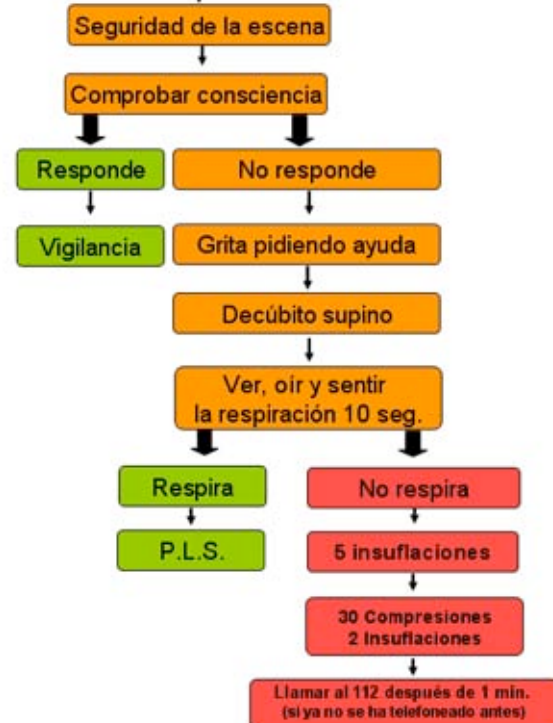 Seguridad de la escena
Comprobar consciencia
Responde
No responde
Vigilancia
Grita pidiendo ayuda
Decúbito supino
Ver, oír y sentir
la respiración 10 seg.
Respira
No respira
P.L.S.
5 insuflaciones
30 Compresiones
2 Insuflaciones
Llamar al 112 después de 1 min.
(si ya no se ha telefoneado antes)